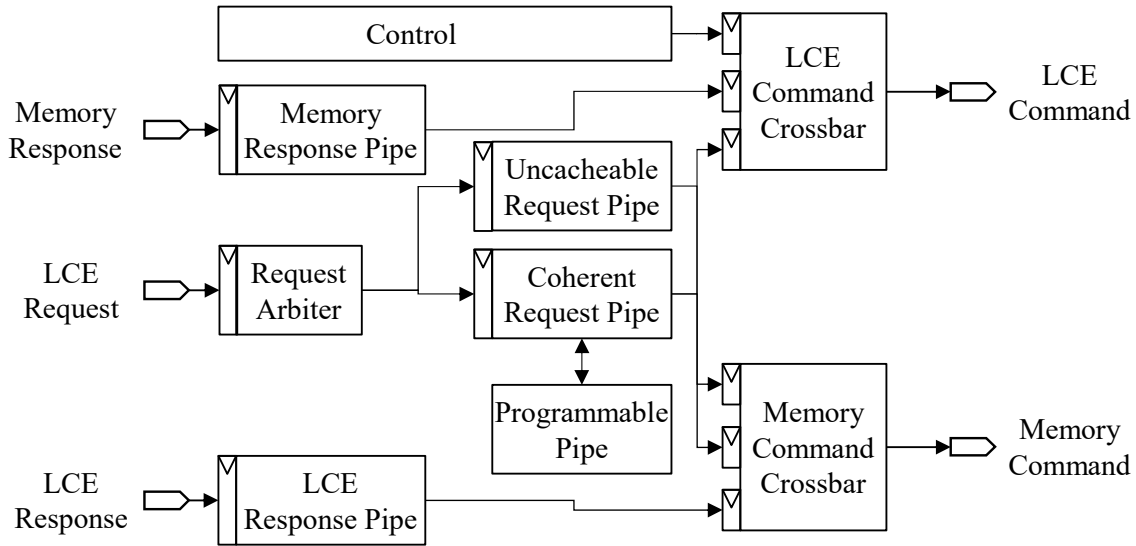 Control
LCE
Command
Crossbar
LCE
Command
Memory
Response
Memory
Response Pipe
Uncacheable
Request Pipe
LCE
Request
Request
Arbiter
Coherent
Request Pipe
Programmable
Pipe
Memory
Command
Crossbar
Memory
Command
LCE
Response
LCE
Response Pipe